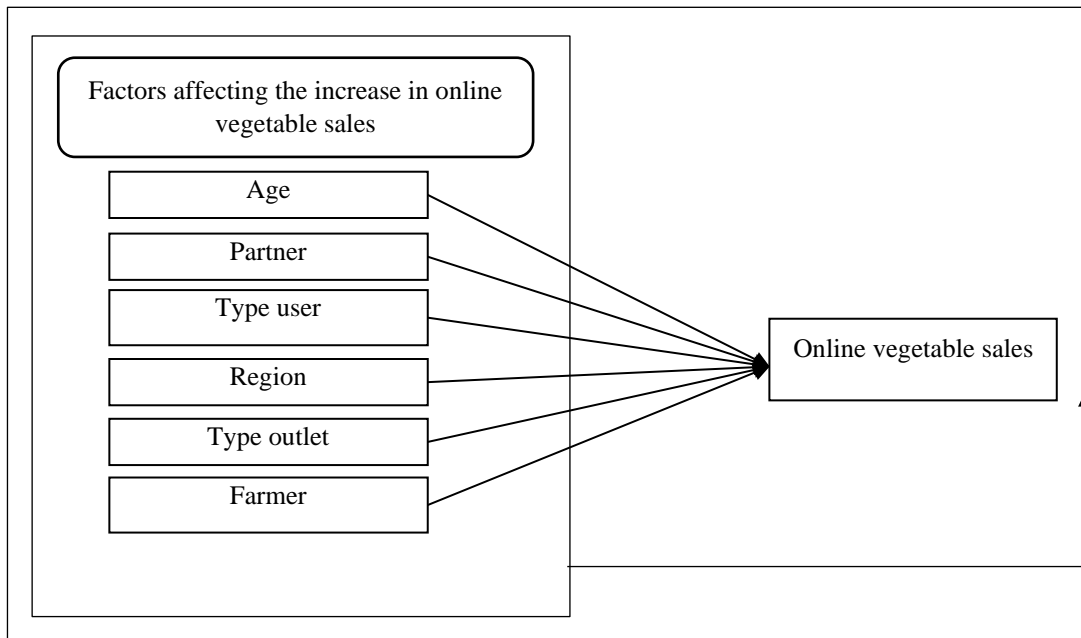 Factors affecting the increase in online
vegetable sales
Age
Partner
Type user
Region
Type outlet
Farmer
Online vegetable sales